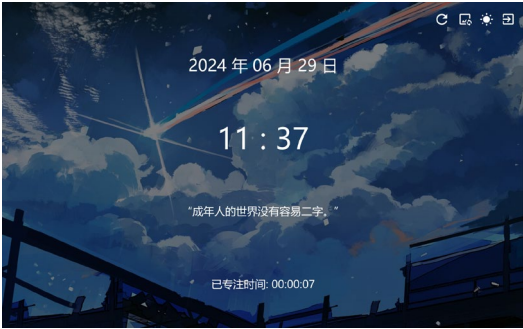 2024 年 06 月 29 日
11 : 37
“成年人的世界没有容易二字。”
已专注时间: 00:00:07